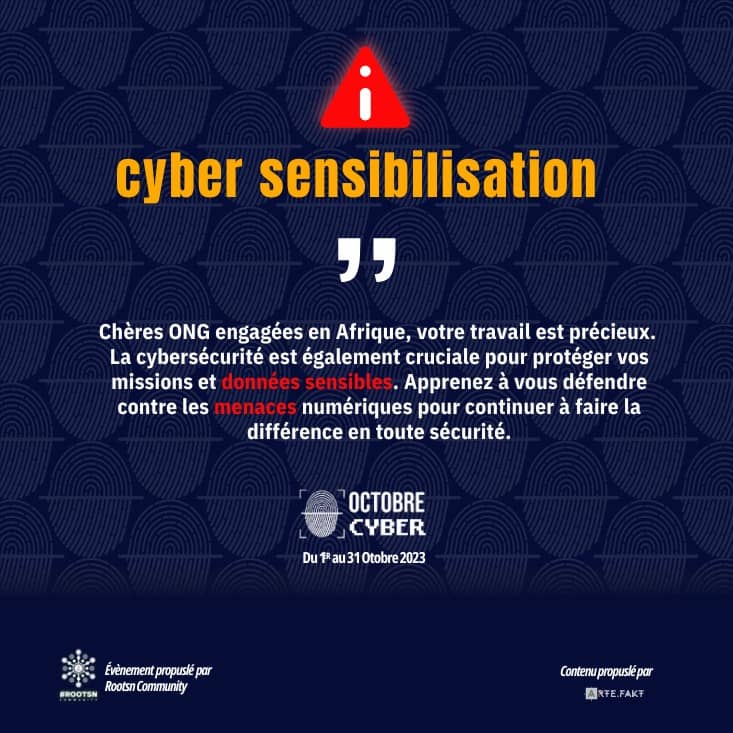 cyber sensibilisation
”
Chères ONG engagées en Afrique, votre travail est précieux.
La cybersécurité est également cruciale pour protéger vos
missions et données sensibles. Apprenez à vous défendre
contre les menaces numériques pour continuer à faire la
différence en toute sécurité.
OCTOBRE
CYBER
Du 1ER au 31 Otobre 2023
Évènement propuslé par
Rootsn Community
#ROOTSN
COMMUNITY
Contenu propuslé par
ARTE.FAKT